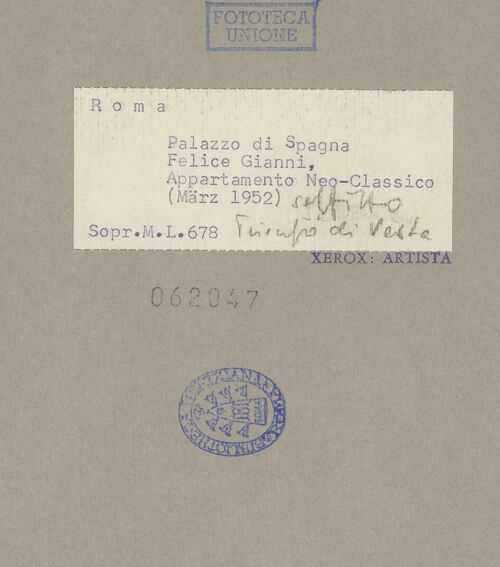 FOTOTECA
UNIONE
Roma
Palazzo di Spagna
Felice Gianni,
Appartamento Neo-Classico
(März 1952) soffitto
Sopr.M.L.678 Trionfo di Vesta
XEROX: ARTISTA
062047
ROMA